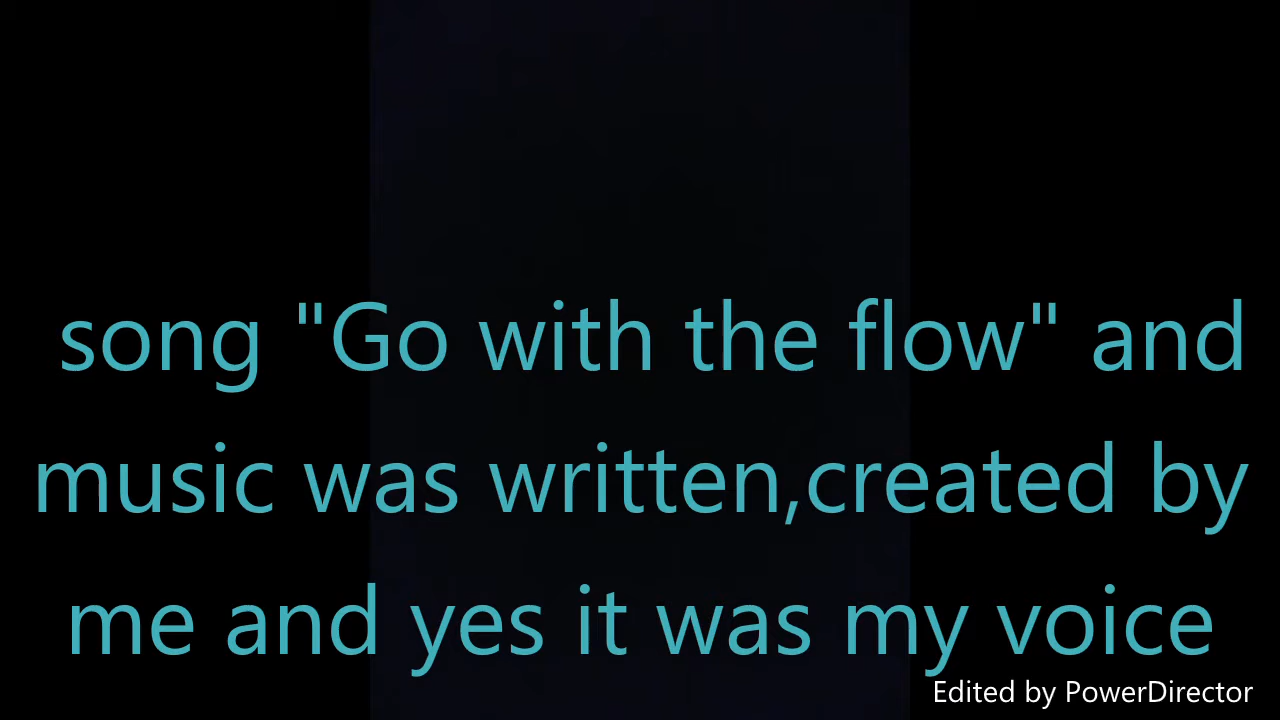 song "Go with the flow" and
music was written,created by
me and yes it was my voice
Edited by PowerDirector